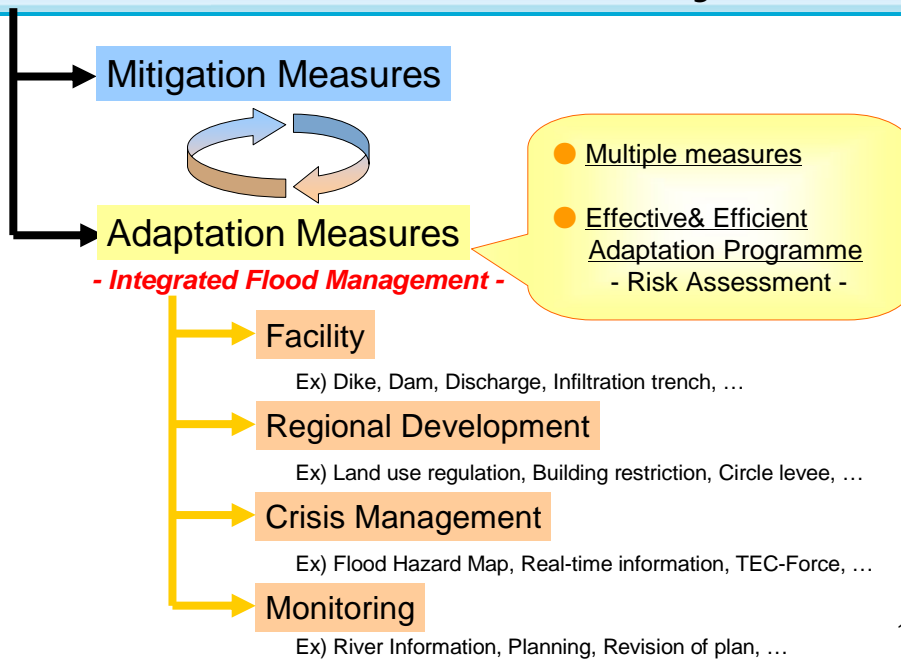 Mitigation Measures
Adaptation Measures
- Integrated Flood Management -
● Multiple measures
● Effective& Efficient
Adaptation Programme
- Risk Assessment -
Facility
Ex) Dike, Dam, Discharge, Infiltration trench, …
Regional Development
Ex) Land use regulation, Building restriction, Circle levee, …
Crisis Management
Ex) Flood Hazard Map, Real-time information, TEC-Force, …
Monitoring
Ex) River Information, Planning, Revision of plan, …